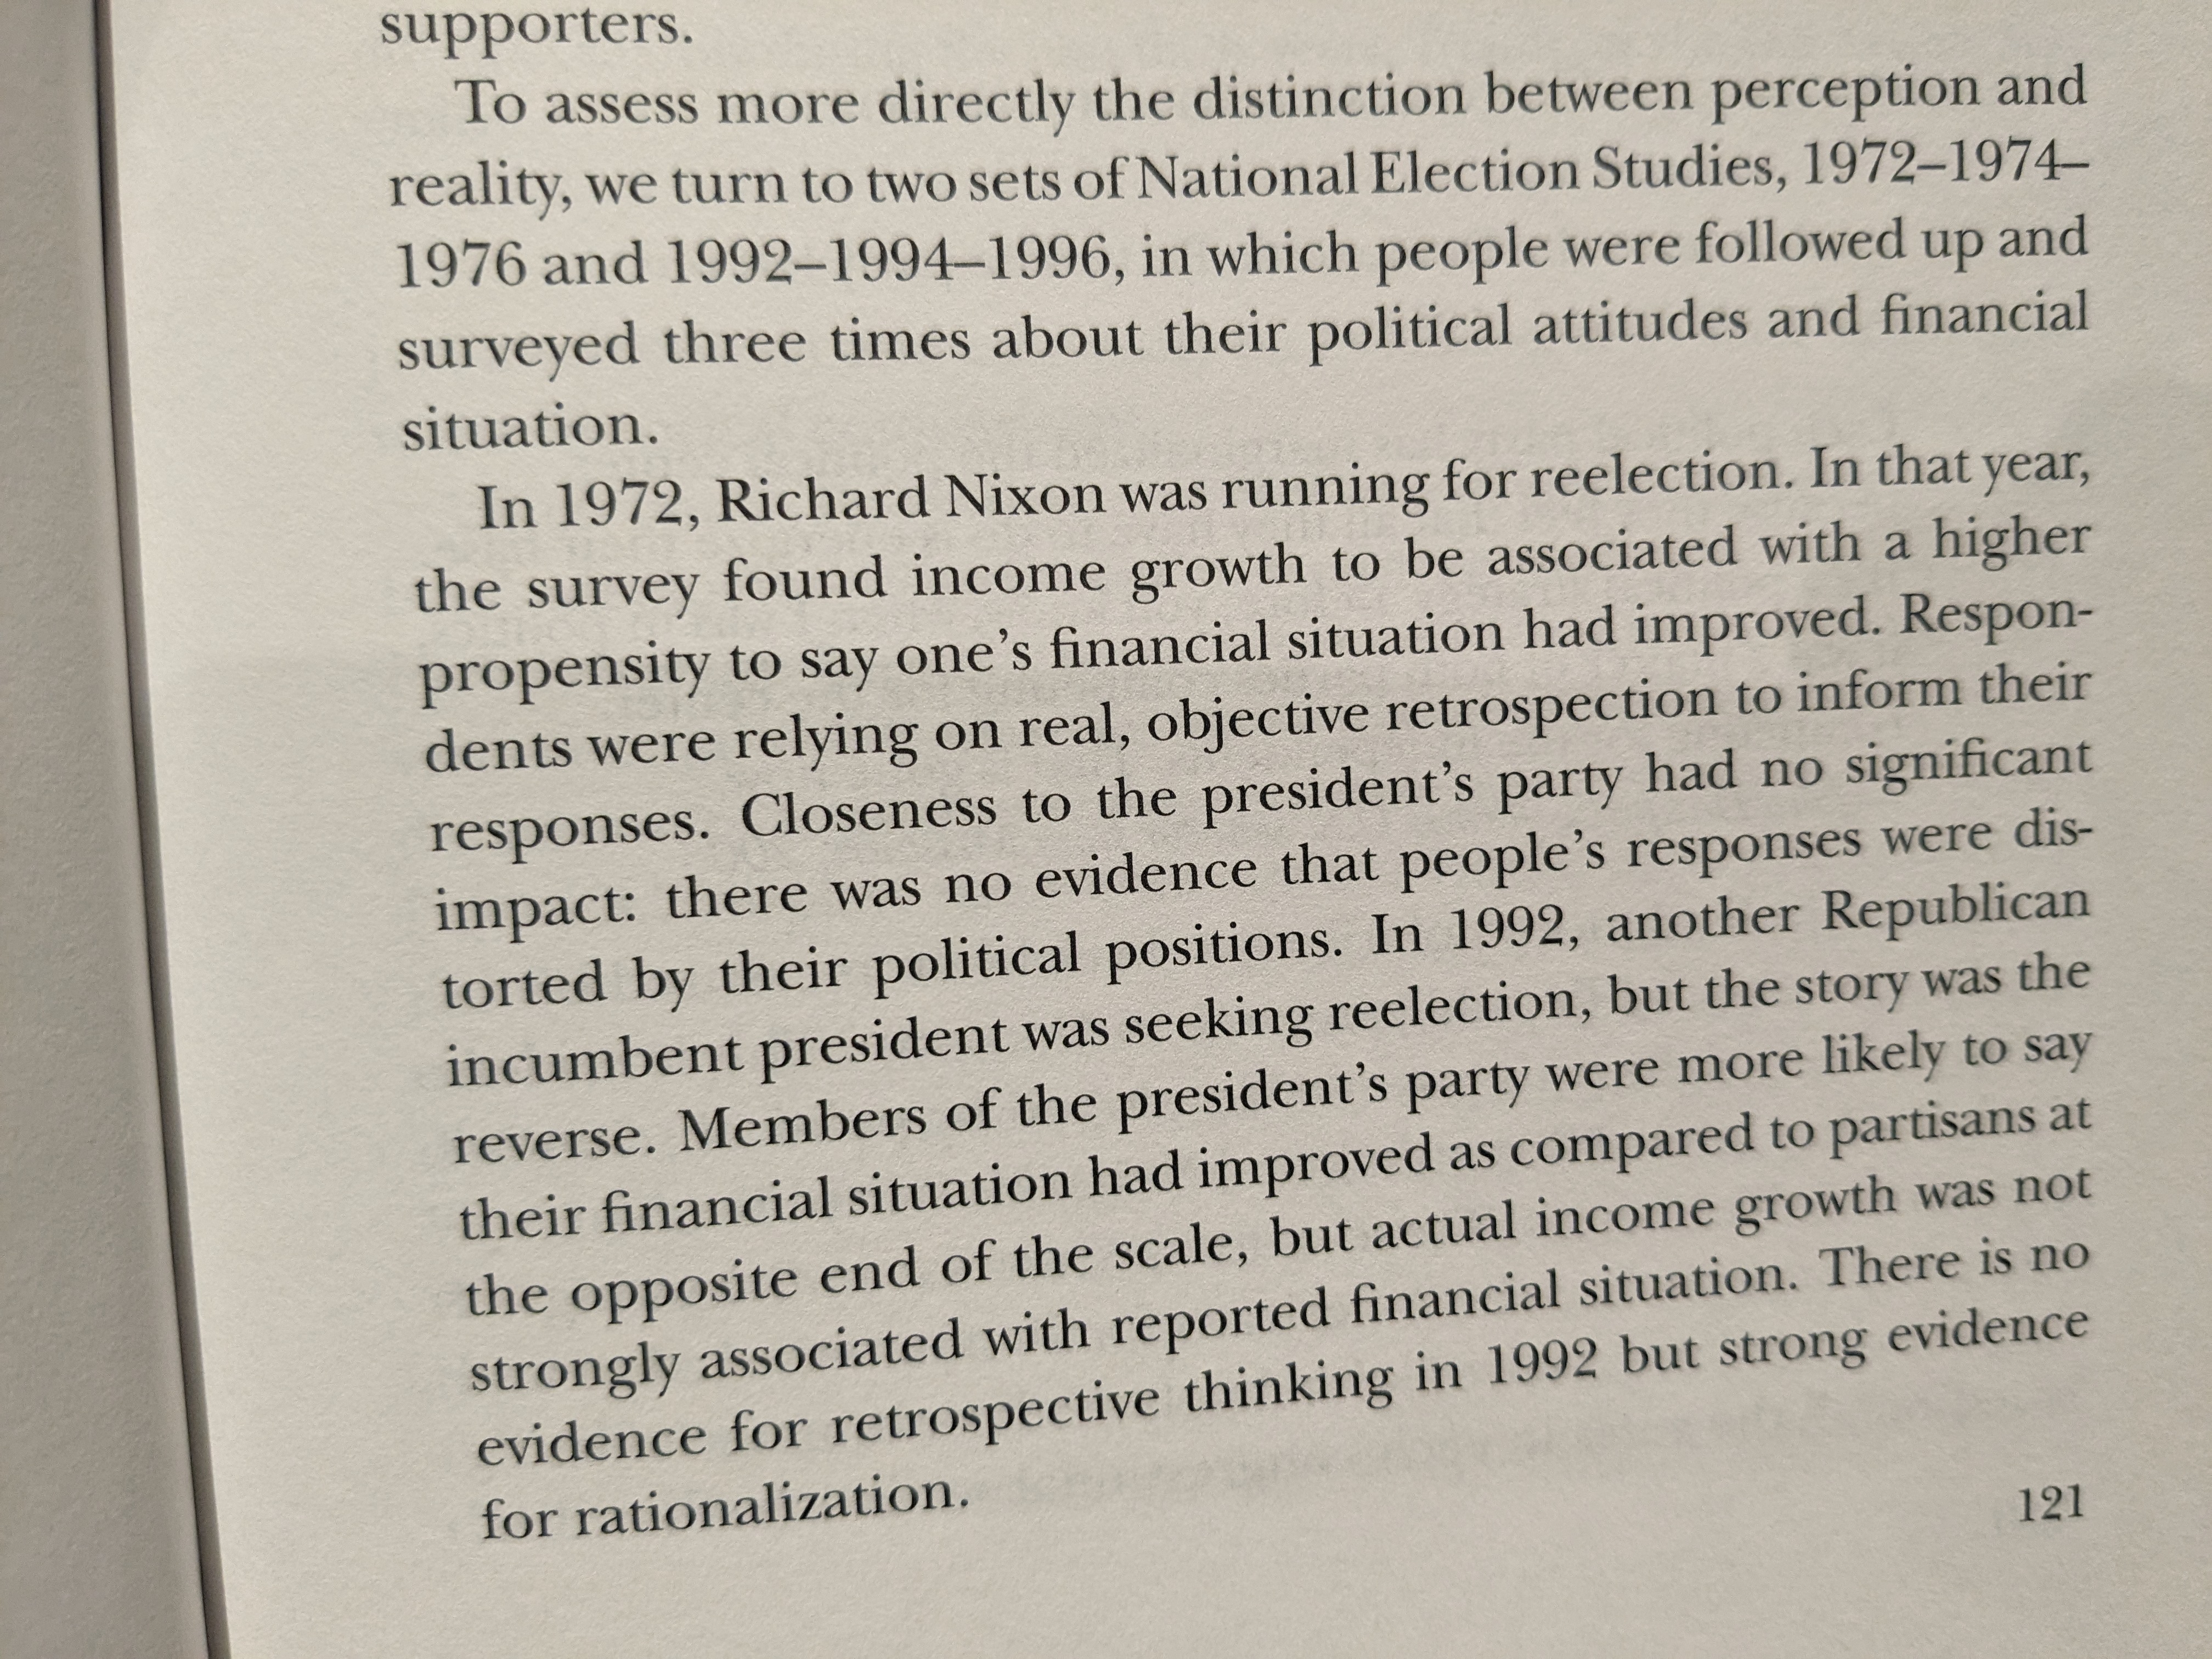 supporters.
To assess more directly the distinction between perception and
reality, we turn to two sets of National Election Studies, 1972–1974–
1976 and 1992–1994–1996, in which people were followed up and
surveyed three times about their political attitudes and financial
situation.
In 1972, Richard Nixon was running for reelection. In that year,
the survey found income growth to be associated with a higher
propensity to say one’s financial situation had improved. Respon-
dents were relying on real, objective retrospection to inform their
responses. Closeness to the president’s party had no significant
impact: there was no evidence that people’s responses were dis-
torted by their political positions. In 1992, another Republican
incumbent president was seeking reelection, but the story was the
reverse. Members of the president’s party were more likely to say
their financial situation had improved as compared to partisans at
the opposite end of the scale, but actual income growth was not
strongly associated with reported financial situation. There is no
evidence for retrospective thinking in 1992 but strong evidence
for rationalization.
121